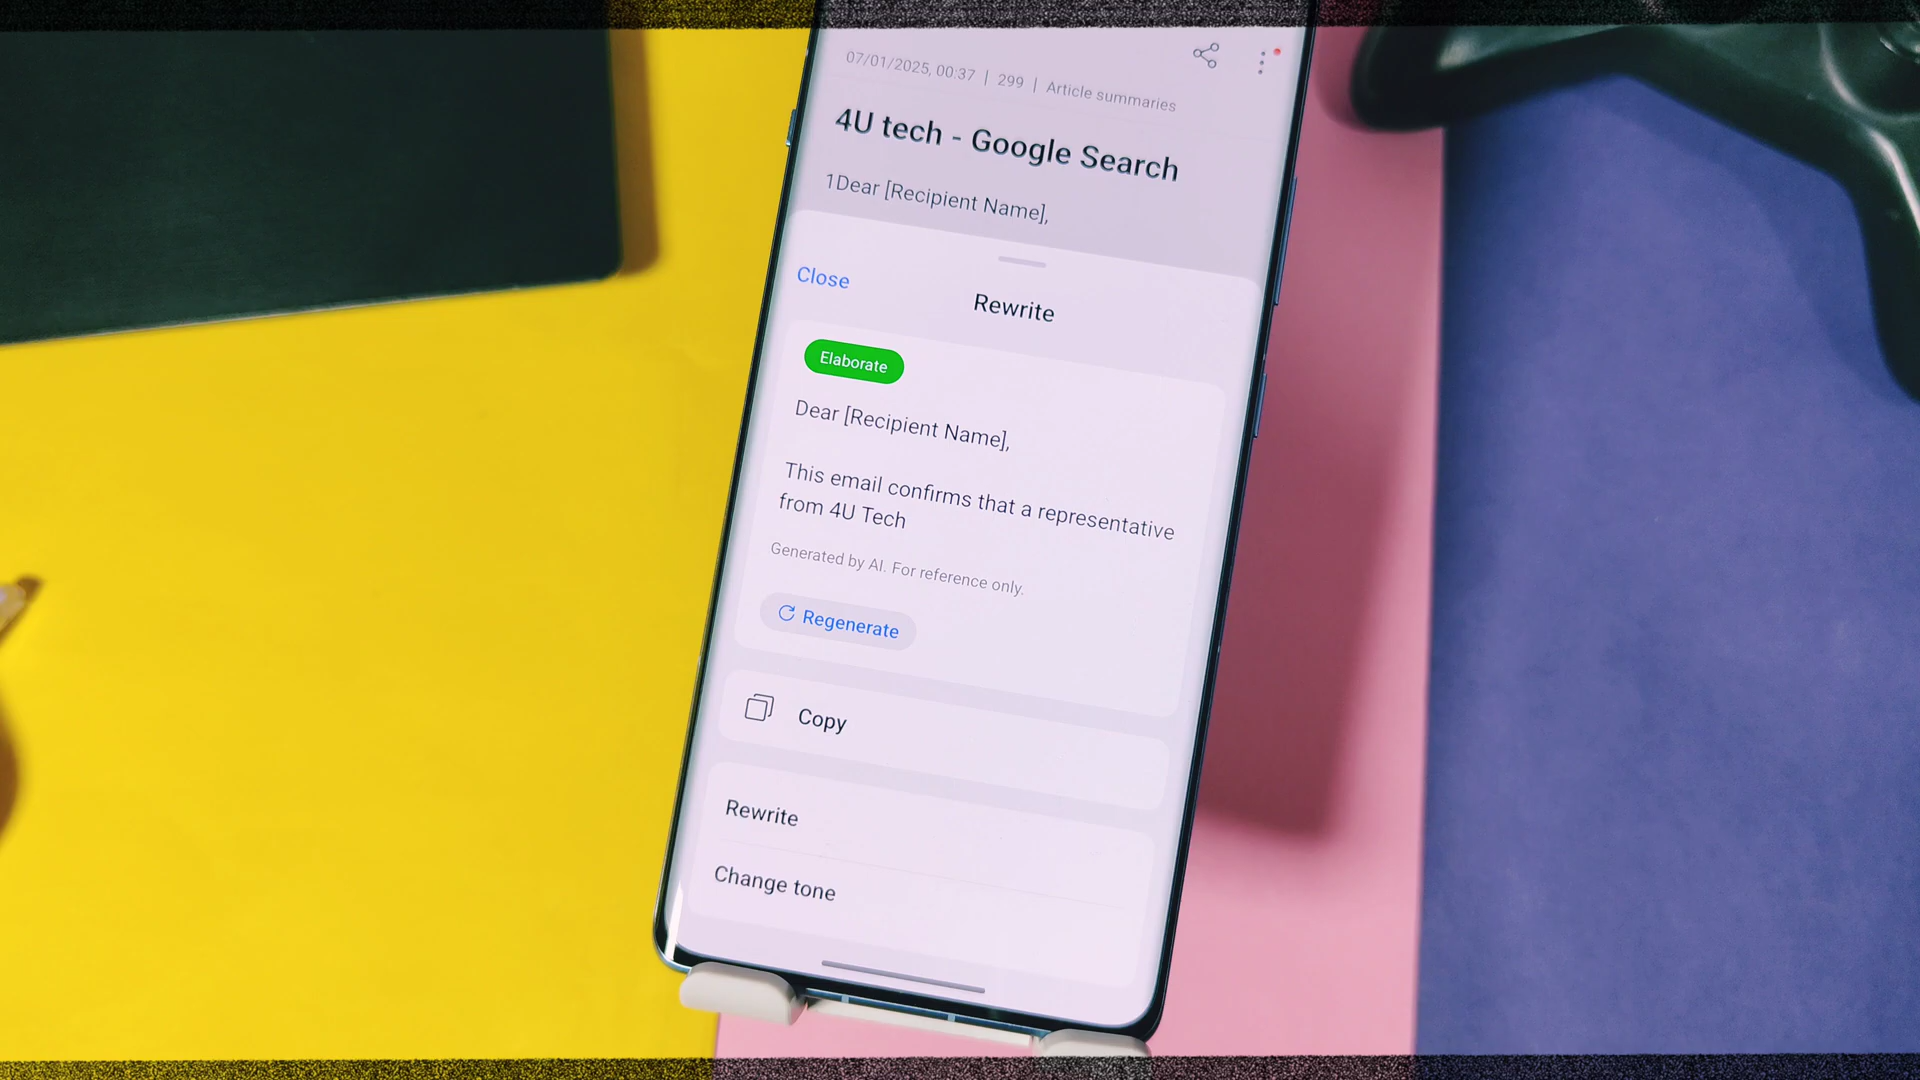 07/01/2025, 00:37 | 299 | Article summaries
4U tech - Google Search
1Dear [Recipient Name],
Close
Rewrite
Elaborate
Dear [Recipient Name],
This email confirms that a representative
from 4U Tech
Generated by AI. For reference only.
Regenerate
Copy
Rewrite
Change tone